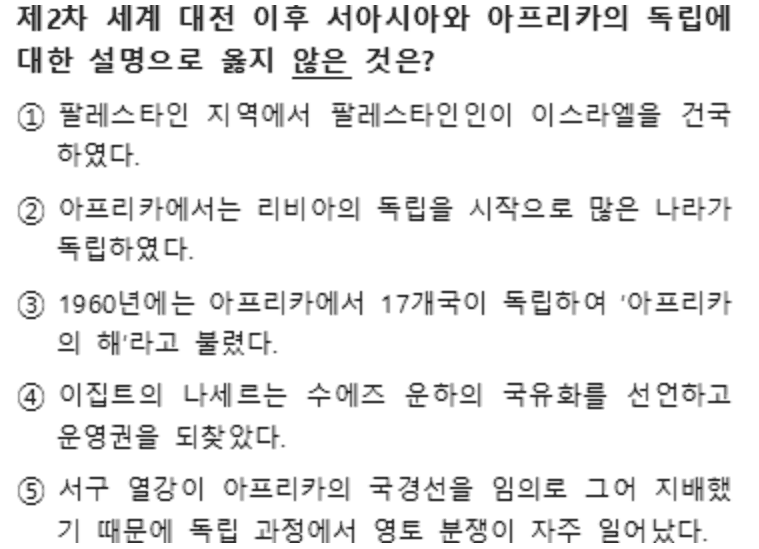 제2차 세계 대전 이후 서아시아와 아프리카의 독립에
대한 설명으로 옳지 않은 것은?
① 팔레스타인 지역에서 팔레스타인인이 이스라엘을 건국
하였다.
② 아프리카에서는 리비아의 독립을 시작으로 많은 나라가
독립하였다.
③ 1960년에는 아프리카에서 17개국이 독립하여 '아프리카
의 해'라고 불렸다.
④ 이집트의 나세르는 수에즈 운하의 국유화를 선언하고
운영권을 되찾았다.
⑤ 서구 열강이 아프리카의 국경선을 임의로 그어 지배했
기 때문에 독립 과정에서 영토 분쟁이 자주 일어났다.